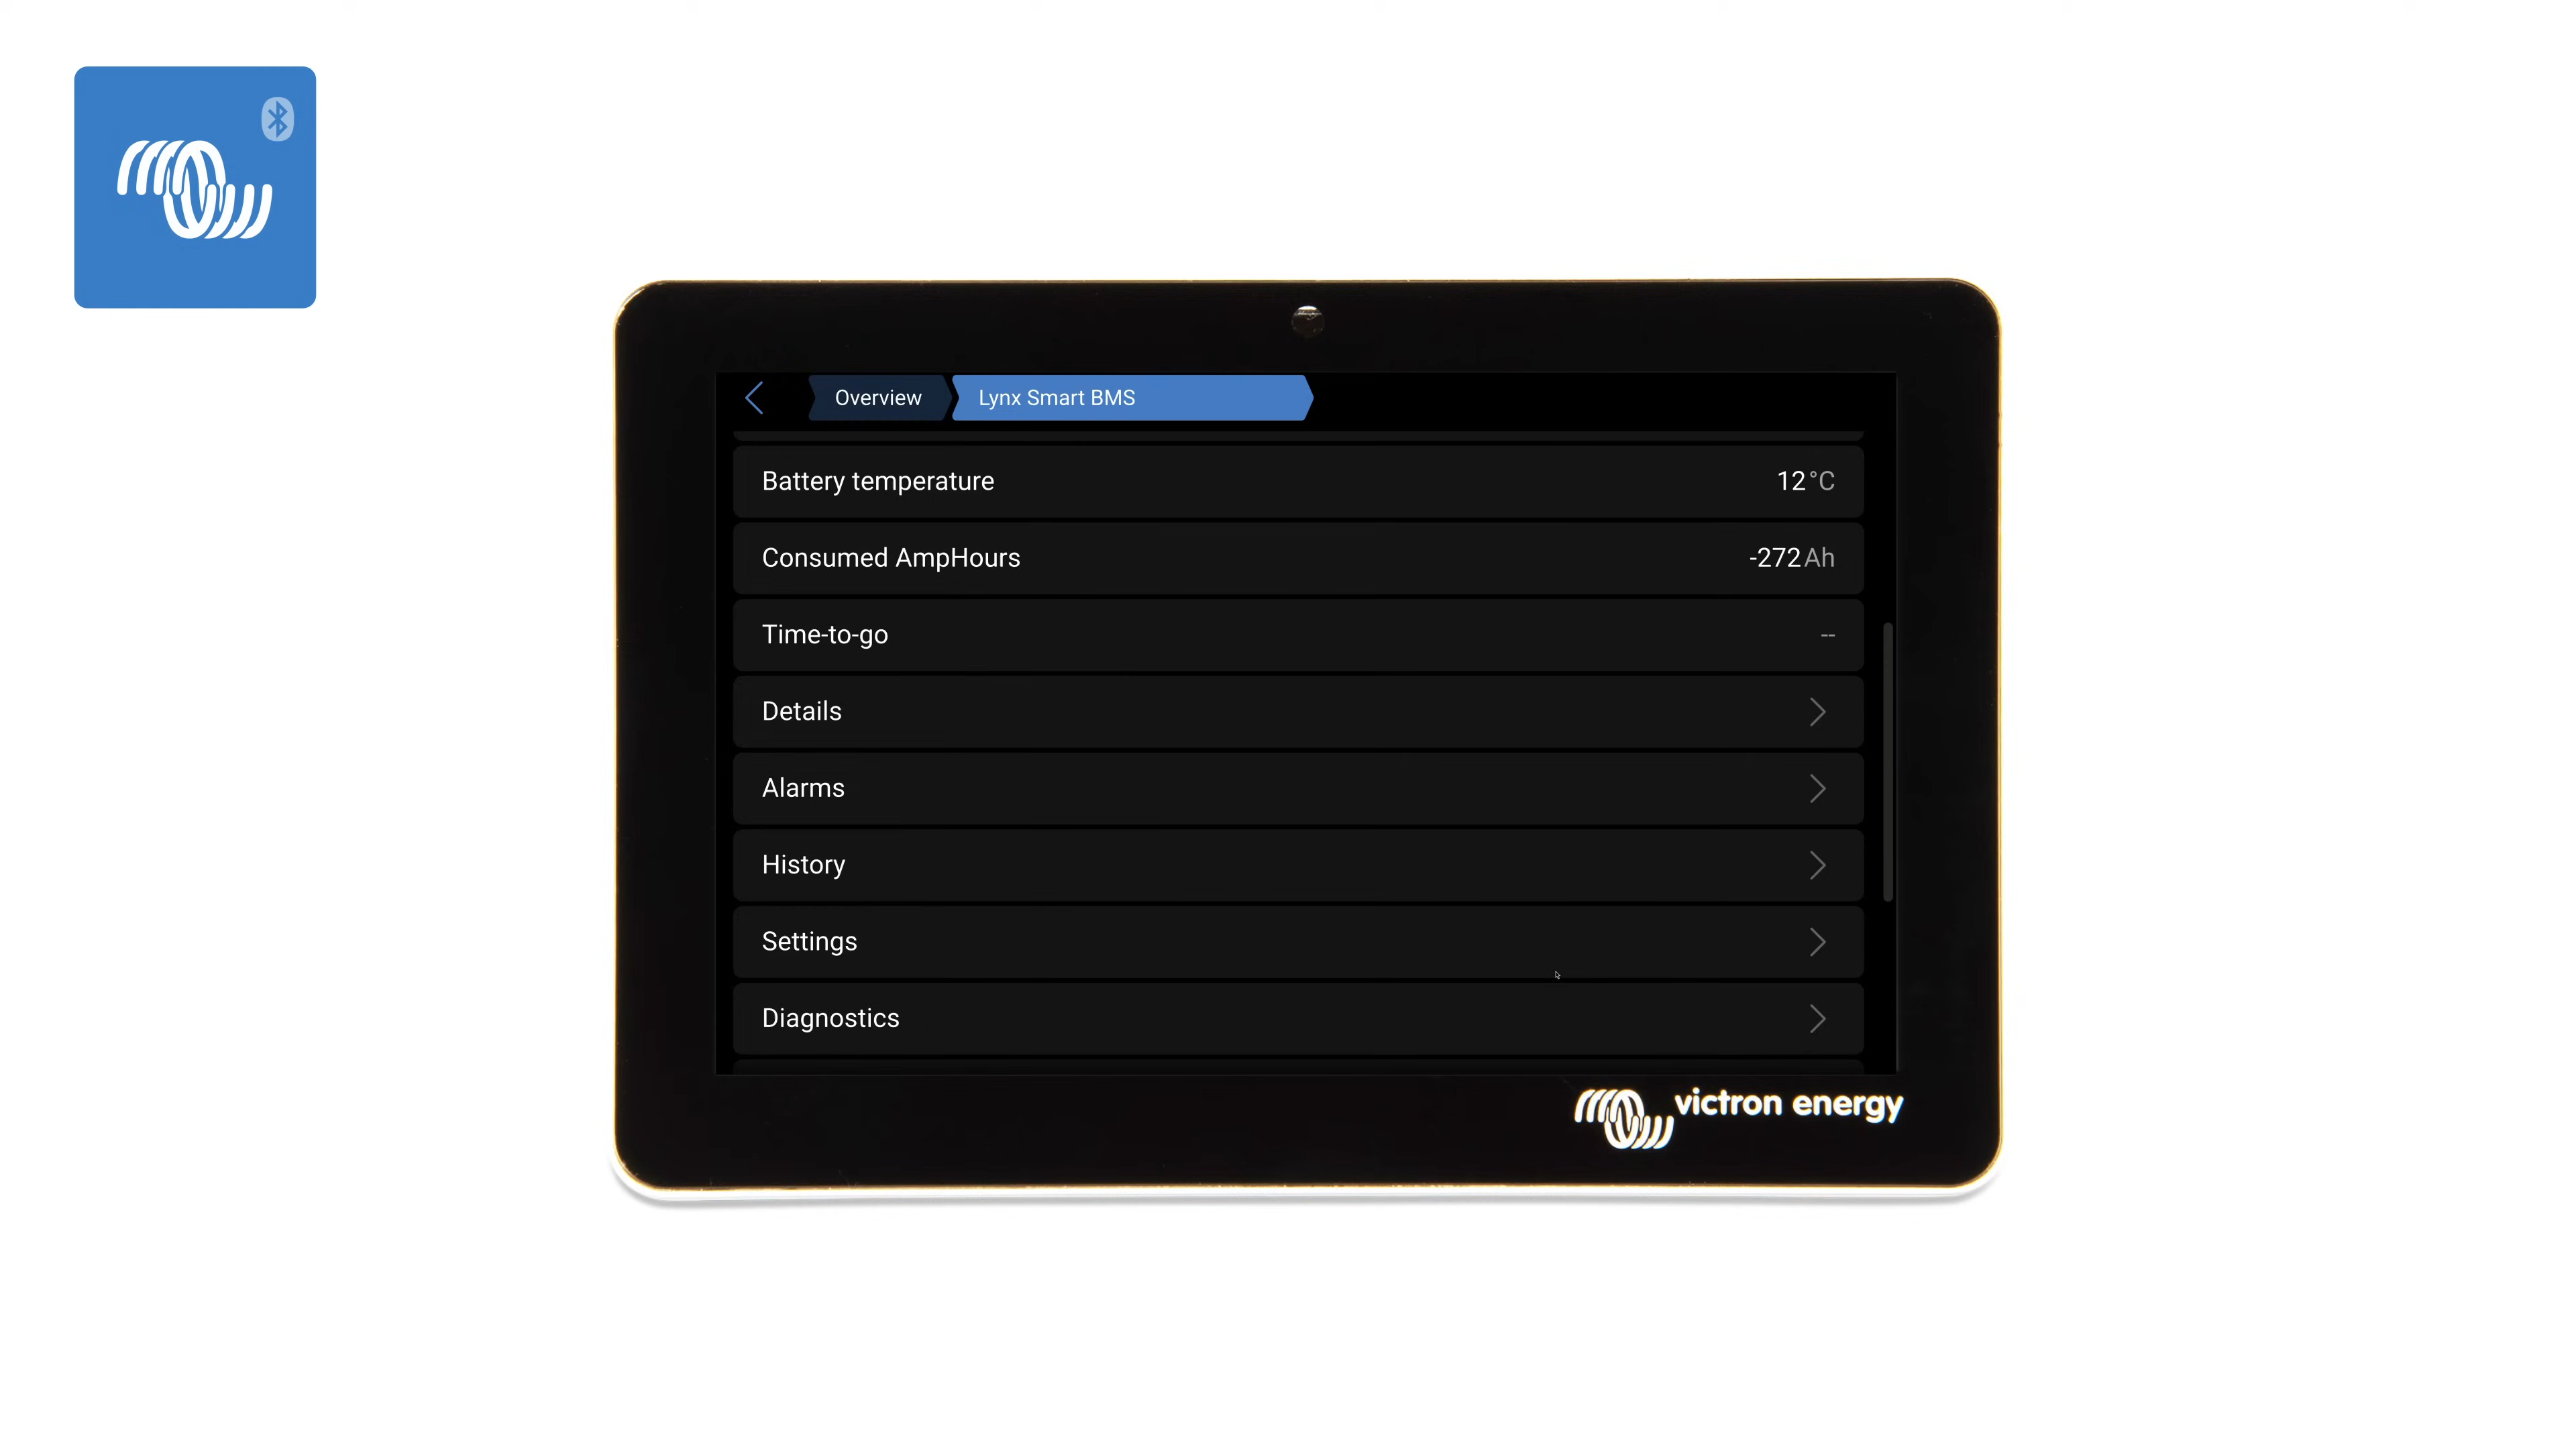 Overview
Lynx Smart BMS
Battery temperature
12°C
Consumed AmpHours
-272Ah
Time-to-go
--
Details
Alarms
History
Settings
Diagnostics
victron energy